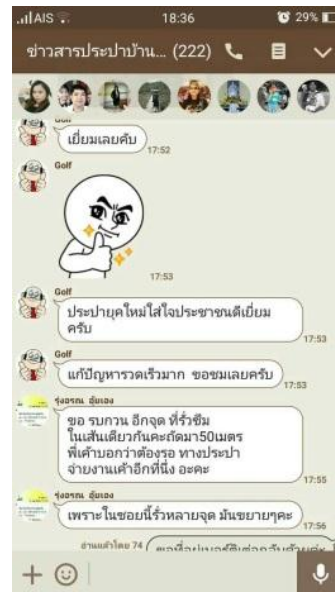 AIS
18:36
29%
ข่าวสารประปาบ้าน... (222)
Golf
เยี่ยมเลยคับ
17:52
Golf
17:53
Golf
ประปายุคใหม่ใส่ใจประชาชนดีเยี่ยม
ครับ
17:53
Golf
แก้ปัญหารวดเร็วมาก ขอชมเลยครับ
17:53
รุ่งอรณ อุ้มเอง
ขอ รบกวน อีกจุด ที่รั่วซึม
ในเส้นเดียวกันคะถัดมา50เมตร
พี่เค้าบอกว่าต้องรอ ทางประปา
จ่ายงานเค้าอีกทีนึ่ง อะคะ
17:55
รุ่งอรณ อุ้มเอง
เพราะในซอยนี้รั่วหลายจุด มันขยายๆคะ
17:56
อ่านแล้วโดย 74